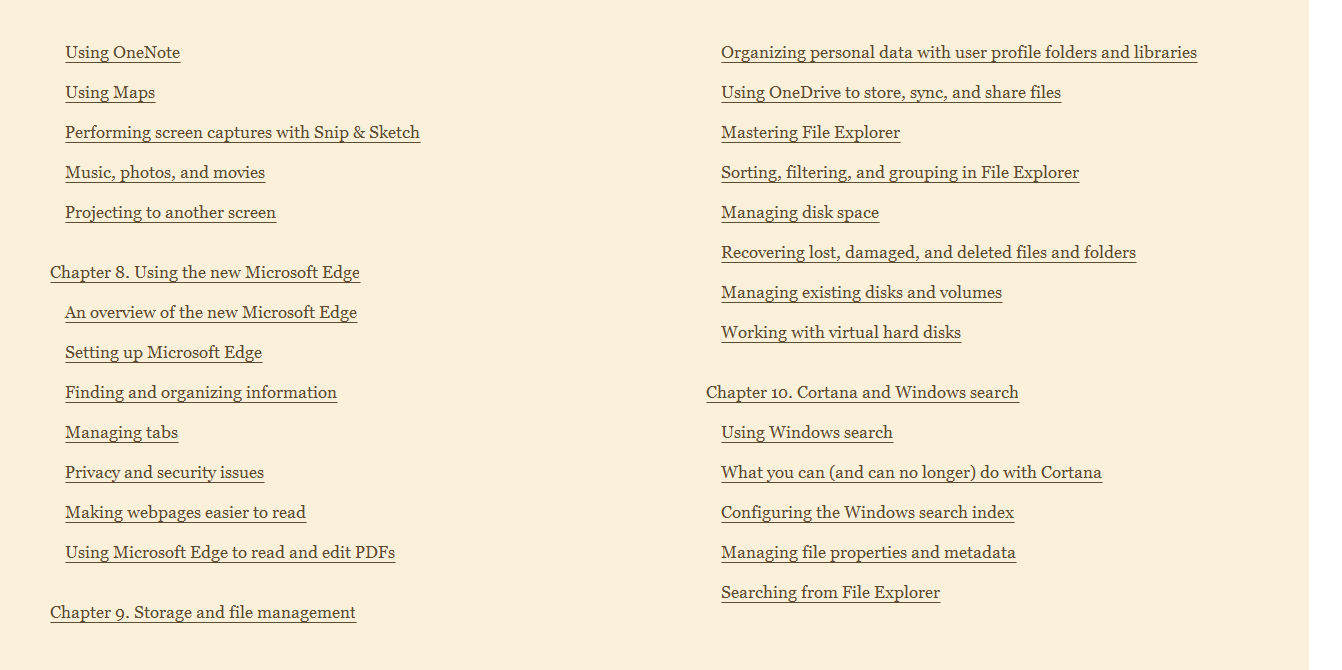 Using OneNote
Using Maps
Performing screen captures with Snip & Sketch
Music, photos, and movies
Projecting to another screen
Chapter 8. Using the new Microsoft Edge
An overview of the new Microsoft Edge
Setting up Microsoft Edge
Finding and organizing information
Managing tabs
Privacy and security issues
Making webpages easier to read
Using Microsoft Edge to read and edit PDFs
Chapter 9. Storage and file management
Organizing personal data with user profile folders and libraries
Using OneDrive to store, sync, and share files
Mastering File Explorer
Sorting, filtering, and grouping in File Explorer
Managing disk space
Recovering lost, damaged, and deleted files and folders
Managing existing disks and volumes
Working with virtual hard disks
Chapter 10. Cortana and Windows search
Using Windows search
What you can (and can no longer) do with Cortana
Configuring the Windows search index
Managing file properties and metadata
Searching from File Explorer